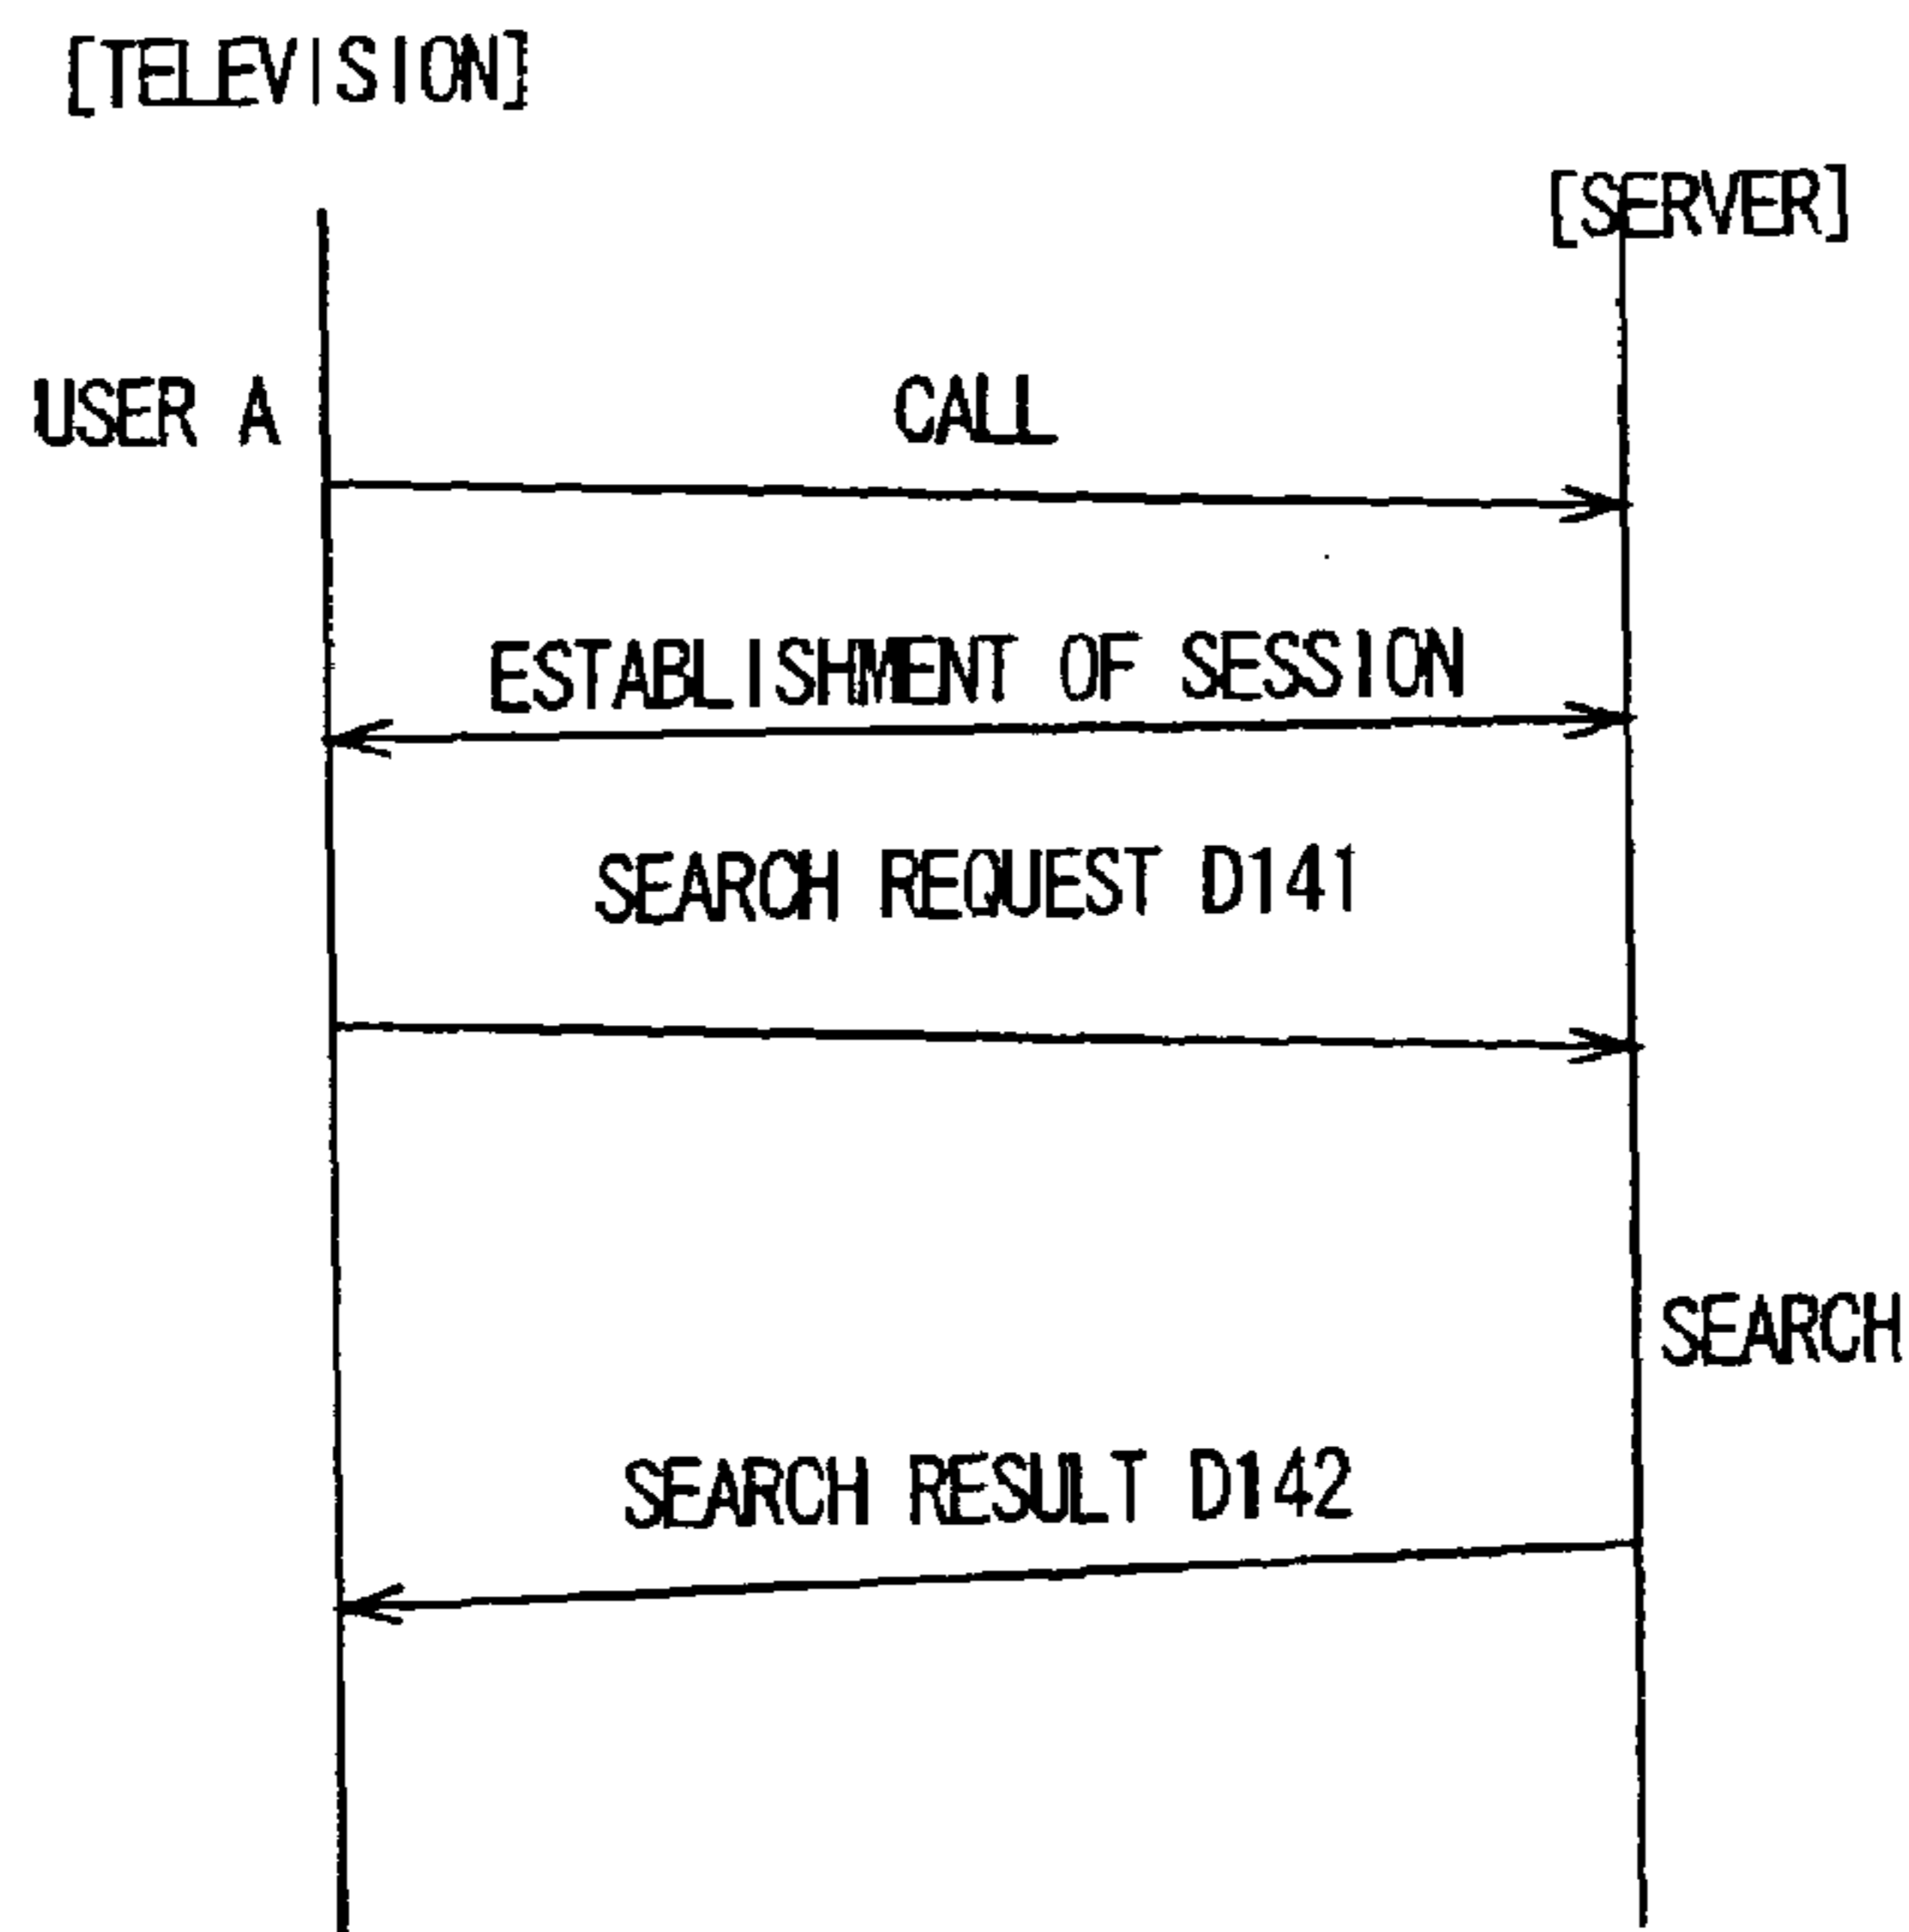 [TELEVISION]
[SERVER]
USER A
CALL
ESTABLISHMENT OF SESSION
SEARCH REQUEST D141
SEARCH
SEARCH RESULT D142